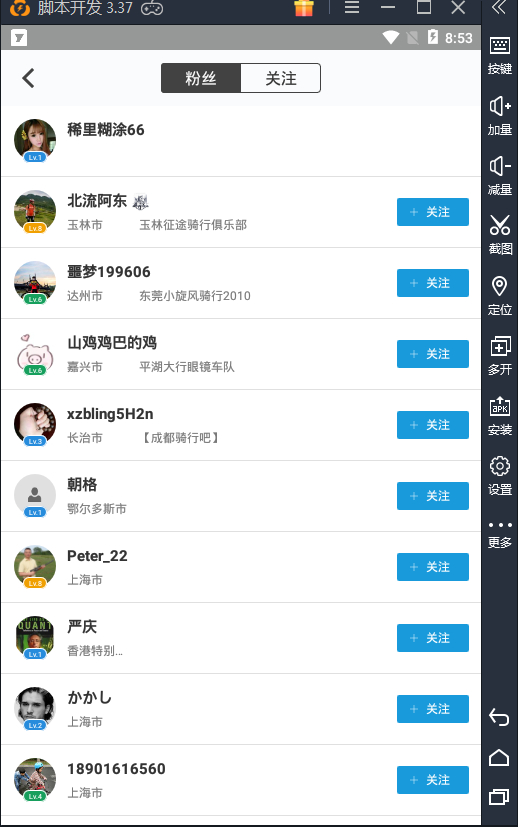 脚本开发 3.37
8:53
粉丝 关注
稀里糊涂66
Lv.1
北流阿东
玉林市 玉林征途骑行俱乐部
Lv.8
+ 关注
噩梦199606
达州市 东莞小旋风骑行2010
Lv.6
+ 关注
山鸡鸡巴的鸡
嘉兴市 平湖大行眼镜车队
Lv.6
+ 关注
xzbling5H2n
长治市 【成都骑行吧】
Lv.3
+ 关注
朝格
鄂尔多斯市
Lv.1
+ 关注
Peter_22
上海市
Lv.8
+ 关注
严庆
香港特别...
QUANT
Lv.1
+ 关注
かかし
上海市
Lv.2
+ 关注
18901616560
上海市
Lv.4
+ 关注
按键
加量
减量
截图
定位
多开
APK
安装
设置
更多